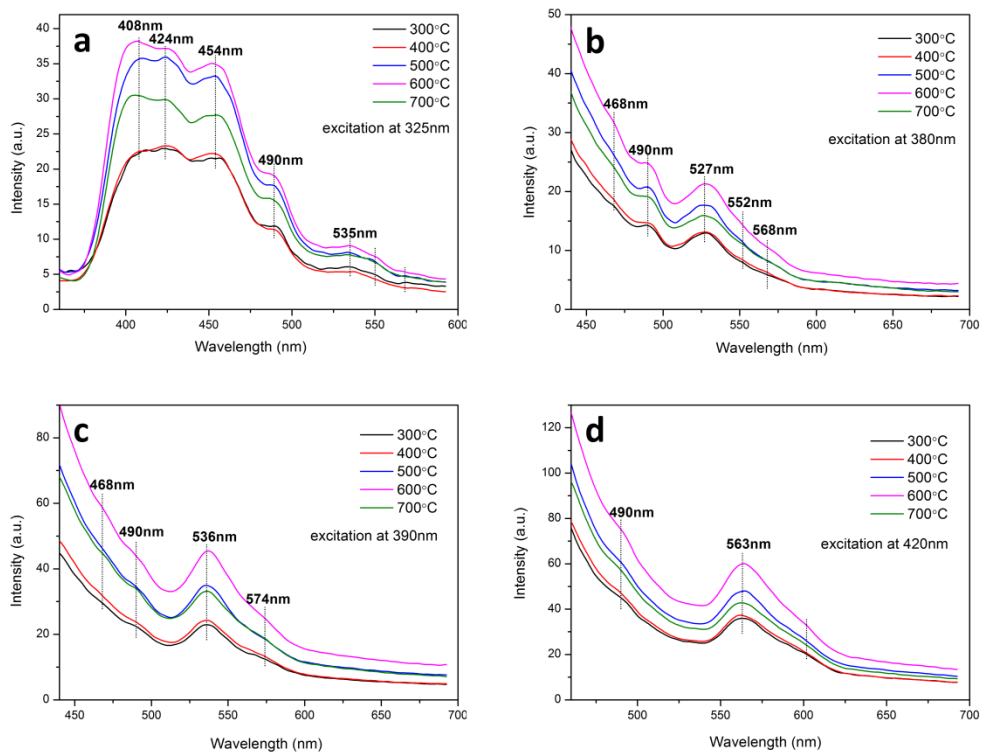 a
408nm
424nm
454nm
490nm
535nm
300°C
400°C
500°C
600°C
700°C
excitation at 325nm
Intensity (a.u.)
40
35
30
25
20
15
10
5
0
400 450 500 550 600
Wavelength (nm)
b
468nm
490nm
527nm
552nm
568nm
300°C
400°C
500°C
600°C
700°C
excitation at 380nm
Intensity (a.u.)
50
40
30
20
10
0
450 500 550 600 650 700
Wavelength (nm)
c
468nm
490nm
536nm
574nm
300°C
400°C
500°C
600°C
700°C
excitation at 390nm
Intensity (a.u.)
80
60
40
20
0
450 500 550 600 650 700
Wavelength (nm)
d
490nm
563nm
300°C
400°C
500°C
600°C
700°C
excitation at 420nm
Intensity (a.u.)
120
100
80
60
40
20
0
500 550 600 650 700
Wavelength (nm)